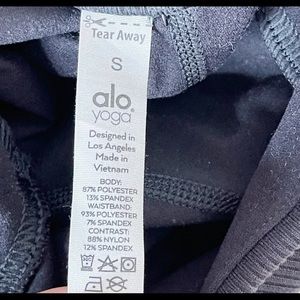 alo
Tear Away
S
alo
yoga®
Designed in
Los Angeles
Made in
Vietnam
BODY:
87% POLYESTER
13% SPANDEX
WAISTBAND:
93% POLYESTER
7% SPANDEX
CONTRAST:
88% NYLON
12% SPANDEX